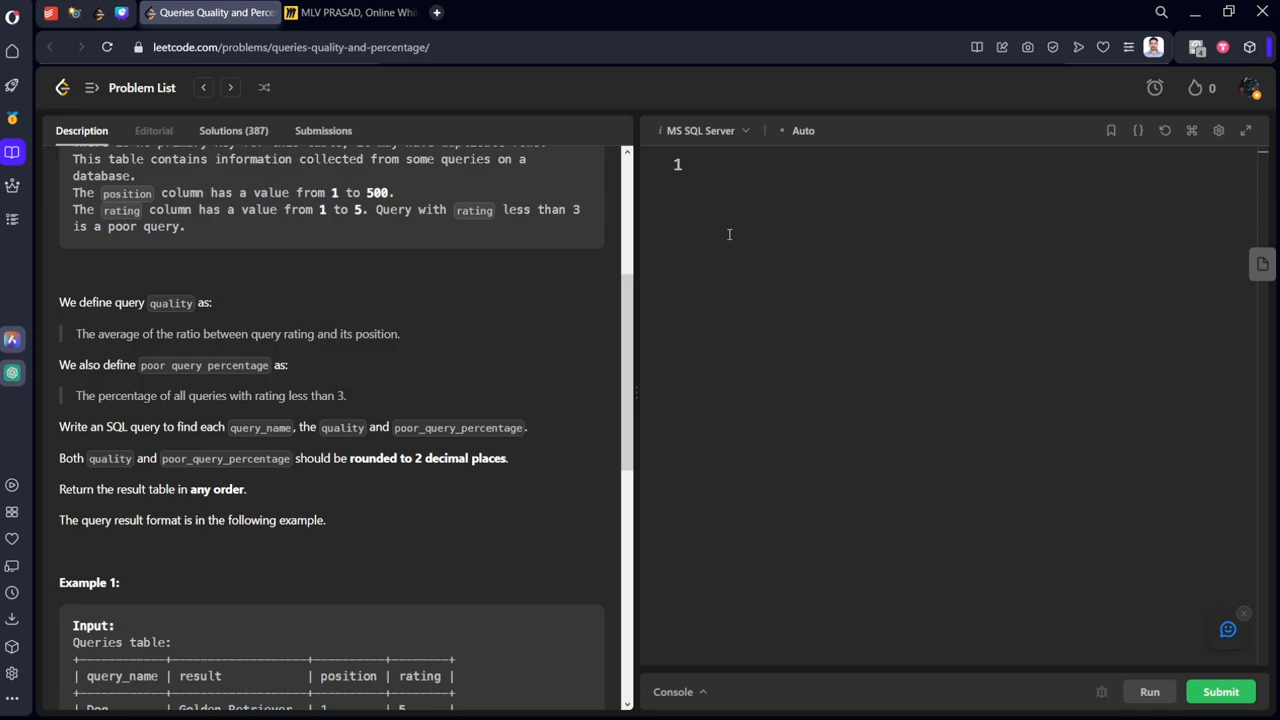 Queries Quality and Perce
MLV PRASAD, Online Whi
leetcode.com/problems/queries-quality-and-percentage/
4
Problem List
0
Description
Editorial
Solutions (387)
Submissions
MS SQL Server
Auto
This table contains information collected from some queries on a
database.
The position column has a value from 1 to 500.
The rating column has a value from 1 to 5. Query with rating less than 3
is a poor query.
We define query quality as:
The average of the ratio between query rating and its position.
We also define poor query percentage as:
The percentage of all queries with rating less than 3.
Write an SQL query to find each query_name, the quality and poor_query_percentage.
Both quality and poor_query_percentage should be rounded to 2 decimal places.
Return the result table in any order.
The query result format is in the following example.
Example 1:
Input:
Queries table:
+------------+-------------------+----------+--------+
| query_name | result | position | rating |
+------------+-------------------+----------+--------+
| Dog | Golden Retriever | 1 | 5 |
1
Console
Run
Submit